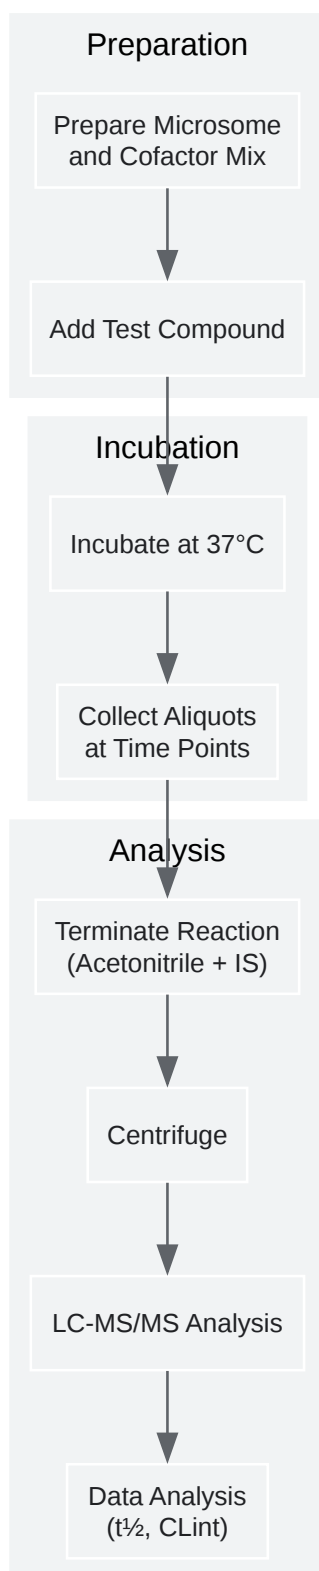 Preparation
Prepare Microsome
and Cofactor Mix
Add Test Compound
Incubation
Incubate at 37°C
Collect Aliquots
at Time Points
Analysis
Terminate Reaction
(Acetonitrile + IS)
Centrifuge
LC-MS/MS Analysis
Data Analysis
(t½, CLint)